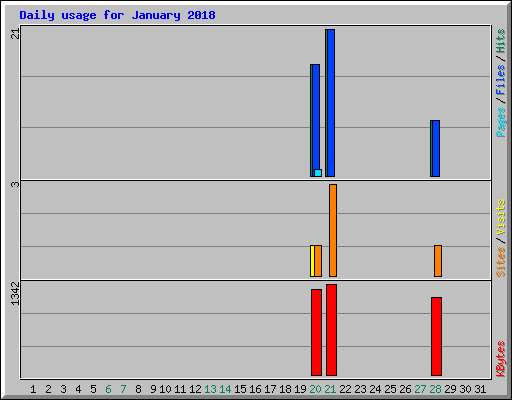 Daily usage for January 2018
21
Pages/Files/Hits
3
Sites/Visits
1342
KBytes
1 2 3 4 5 6 7 8 9 10 11 12 13 14 15 16 17 18 19 20 21 22 23 24 25 26 27 28 29 30 31